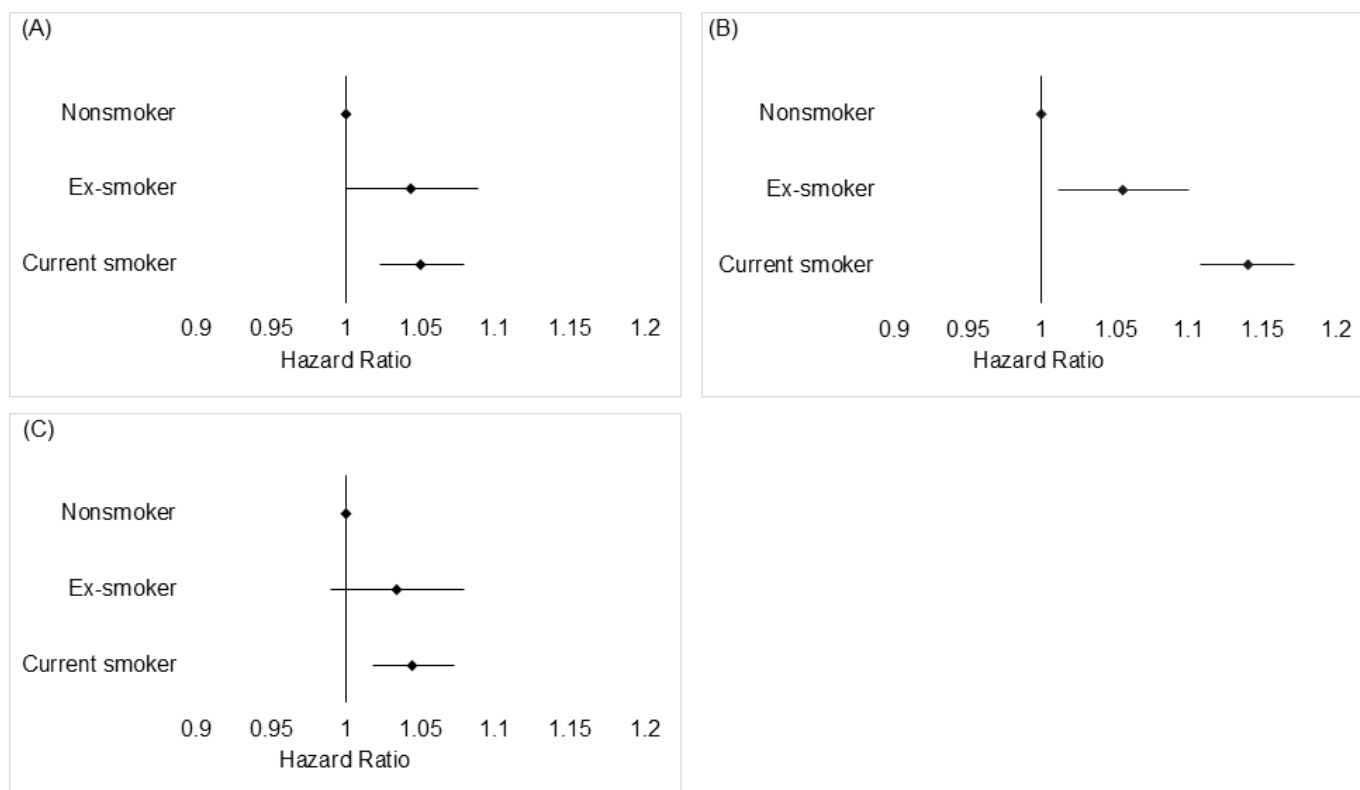 (A)
Nonsmoker
Ex-smoker
Current smoker
0.9 0.95 1 1.05 1.1 1.15 1.2
Hazard Ratio
(B)
Nonsmoker
Ex-smoker
Current smoker
0.9 0.95 1 1.05 1.1 1.15 1.2
Hazard Ratio
(C)
Nonsmoker
Ex-smoker
Current smoker
0.9 0.95 1 1.05 1.1 1.15 1.2
Hazard Ratio